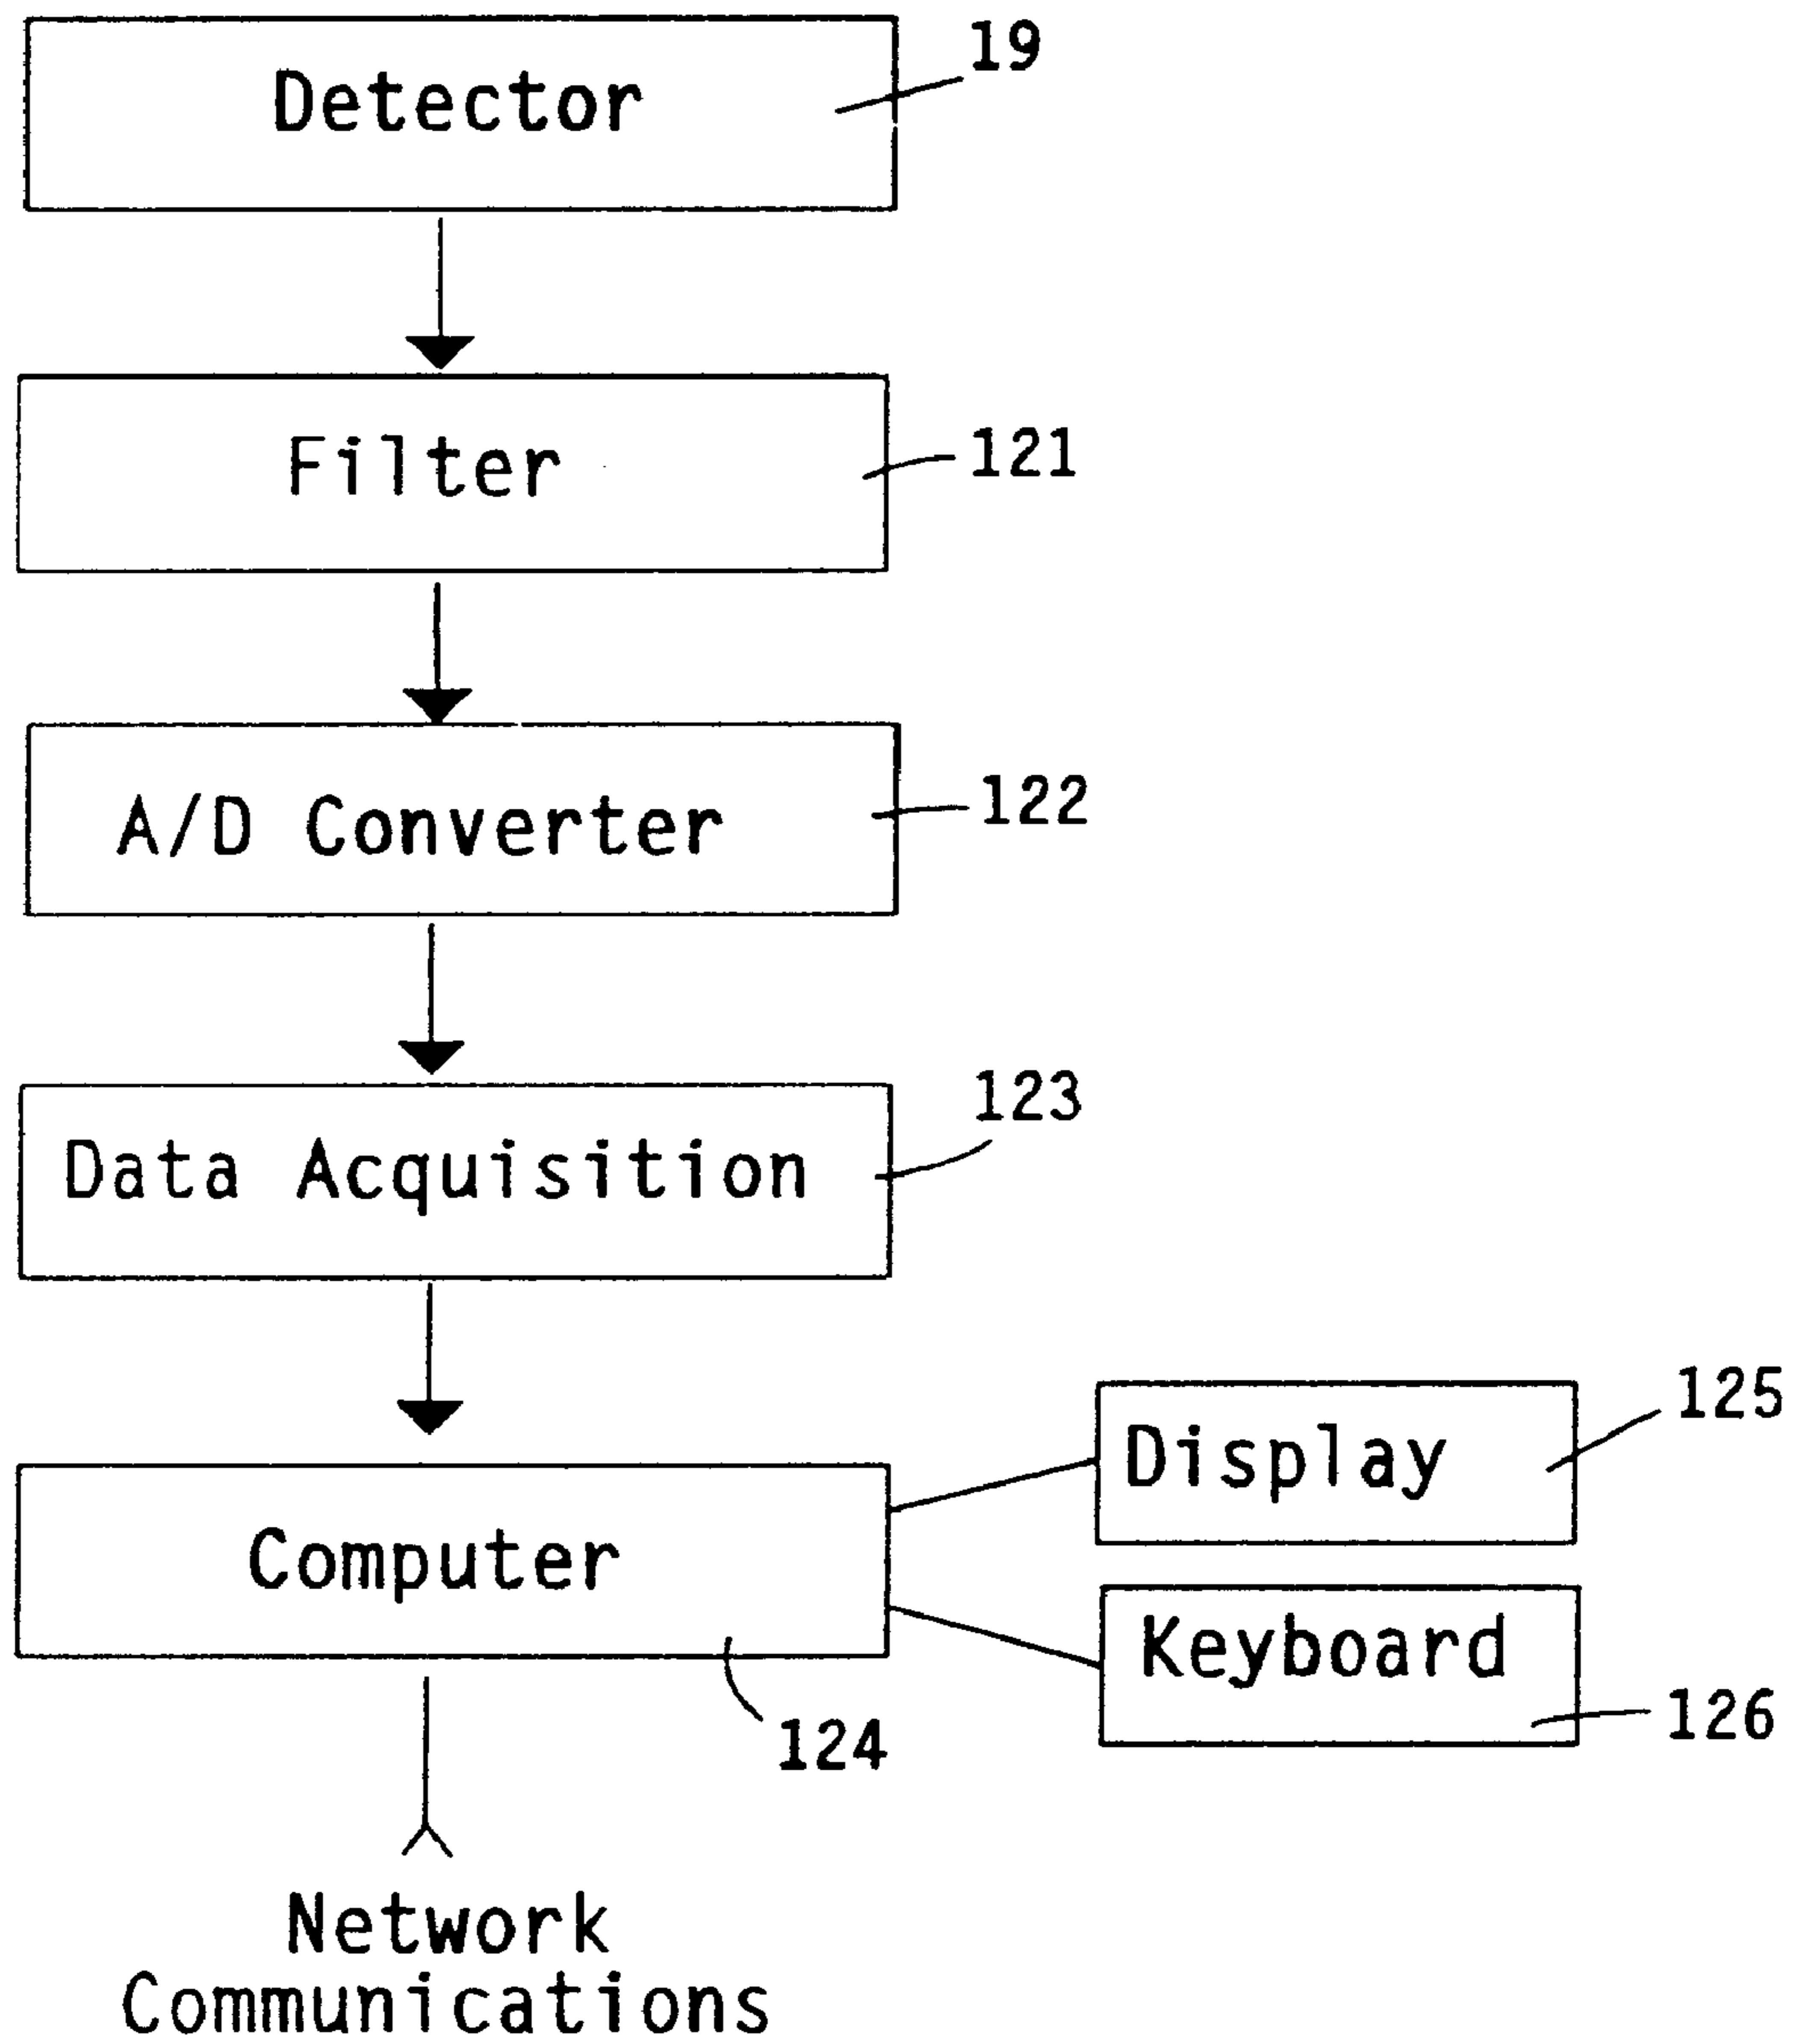 Detector
19
Filter
121
A/D Converter
122
Data Acquisition
123
Display
125
Computer
124
Keyboard
126
Network
Communications